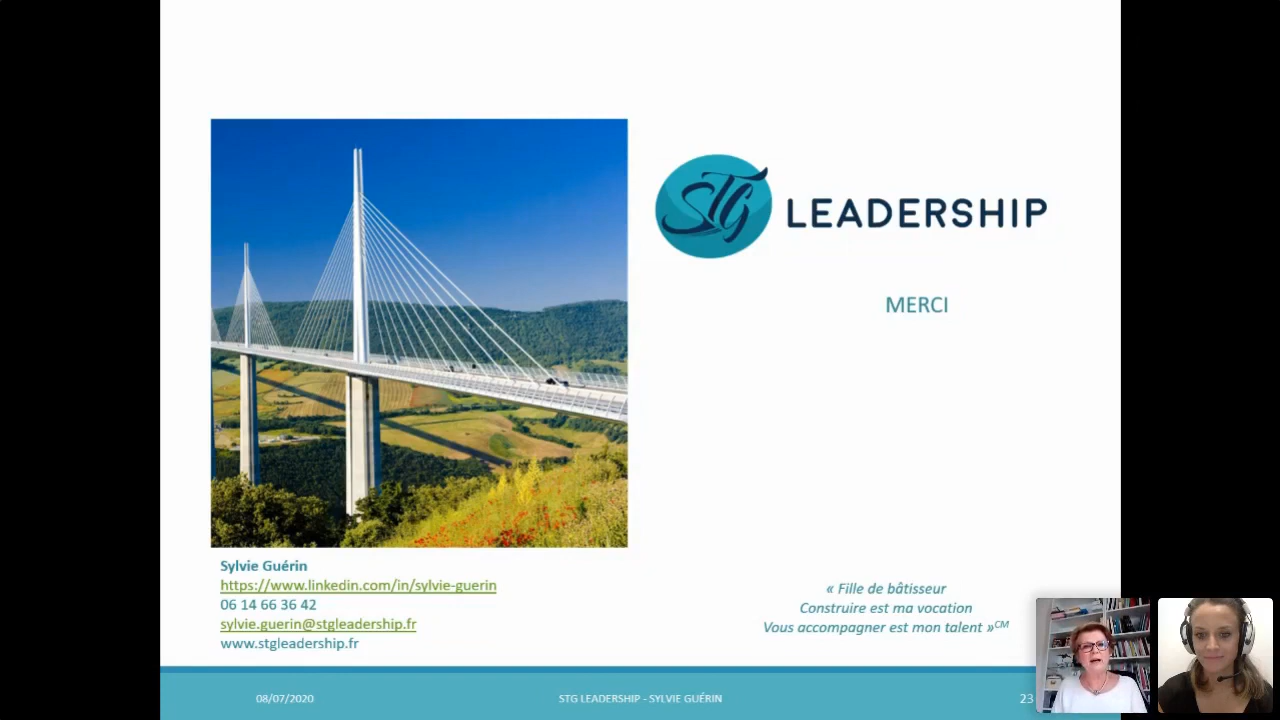 STG LEADERSHIP
MERCI
Sylvie Guérin
https://www.linkedin.com/in/sylvie-guerin
06 14 66 36 42
sylvie.guerin@stgleadership.fr
www.stgleadership.fr
« Fille de bâtisseur
Construire est ma vocation
Vous accompagner est mon talent »CM
08/07/2020
STG LEADERSHIP - SYLVIE GUÉRIN
23